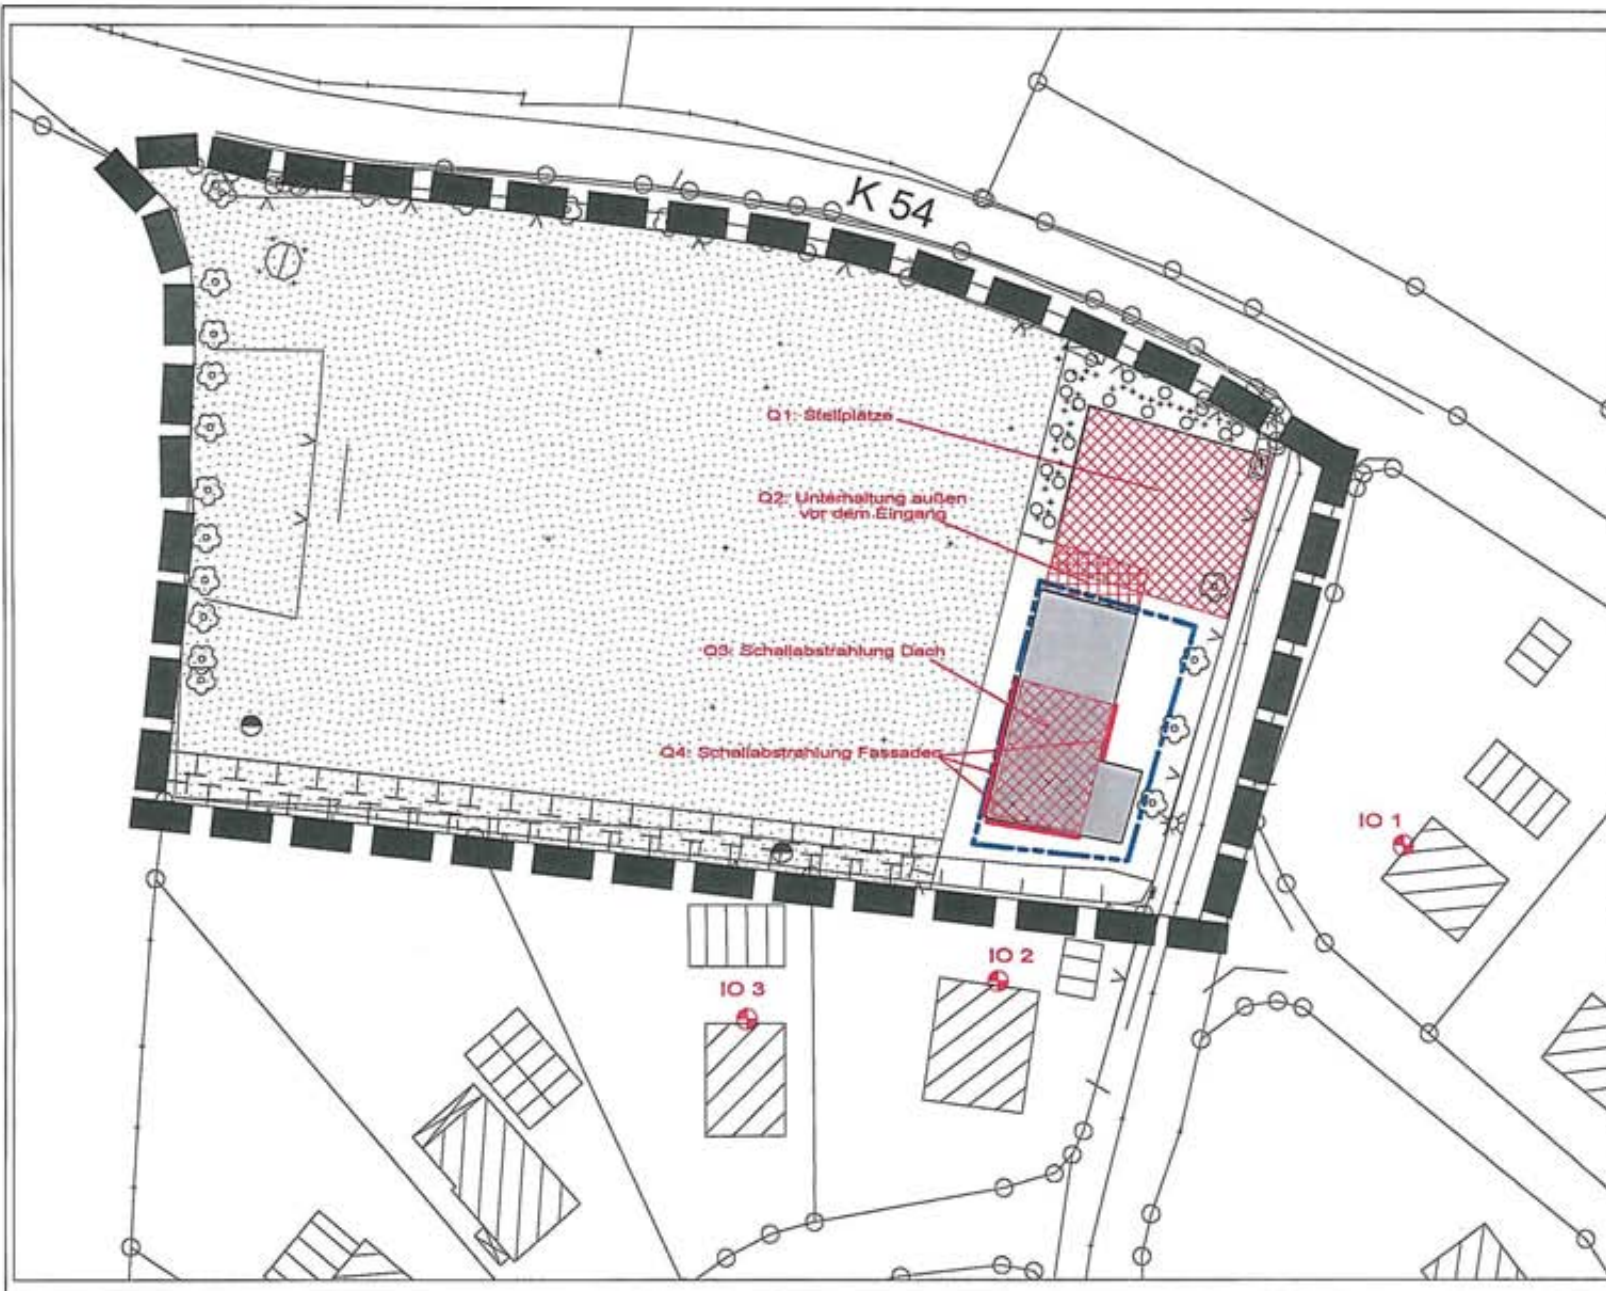 K 54
Q1: Stellplätze
Q2: Unterhaltung außen
vor dem Eingang
Q3: Schallabstrahlung Dach
Q4: Schallabstrahlung Fassaden
IO 1
IO 2
IO 3